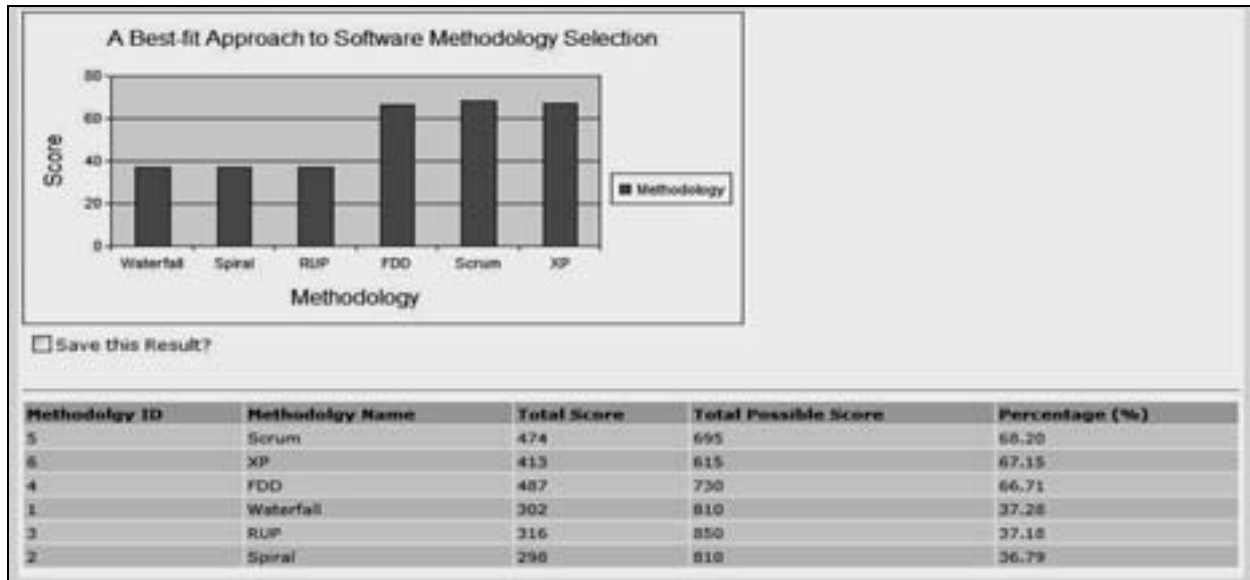 A Best-fit Approach to Software Methodology Selection
80
60
40
20
0
Score
Waterfall Spiral RUP FDD Scrum XP
Methodology
Methodology
Save this Result?
Methodolgy ID Methodolgy Name Total Score Total Possible Score Percentage (%)
5 Scrum 474 695 68.20
6 XP 413 615 67.15
4 FDD 487 730 66.71
1 Waterfall 302 810 37.28
3 RUP 316 850 37.18
2 Spiral 298 810 36.79